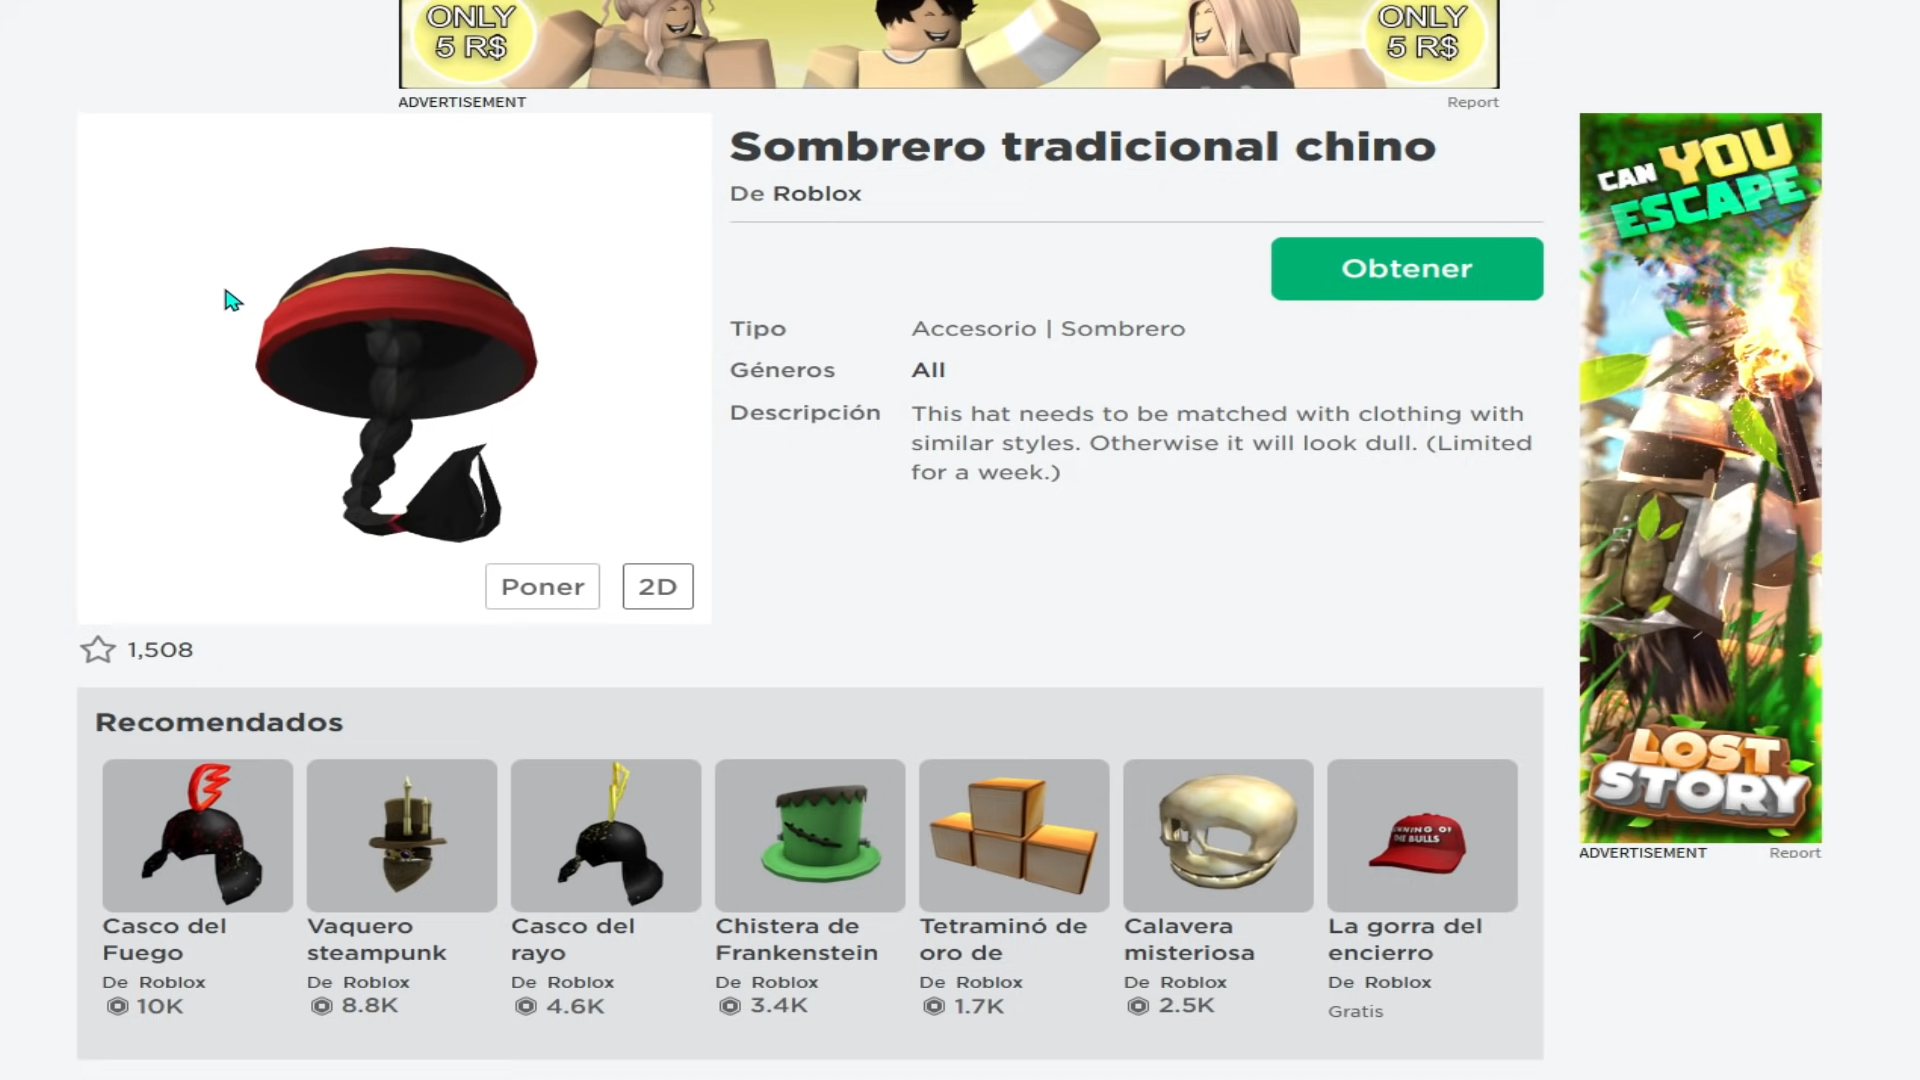 ONLY
5 R$
ONLY
5 R$
ADVERTISEMENT
Report
Sombrero tradicional chino
De Roblox
Obtener
Tipo
Accesorio | Sombrero
Géneros
All
Descripción
This hat needs to be matched with clothing with
similar styles. Otherwise it will look dull. (Limited
for a week.)
Poner
2D
1,508
CAN YOU
ESCAPE
LOST
STORY
ADVERTISEMENT
Report
Recomendados
Casco del
Fuego
De Roblox
10K
Vaquero
steampunk
De Roblox
8.8K
Casco del
rayo
De Roblox
4.6K
Chistera de
Frankenstein
De Roblox
3.4K
Tetraminó de
oro de
De Roblox
1.7K
Calavera
misteriosa
De Roblox
2.5K
THE BULLS
La gorra del
encierro
De Roblox
Gratis